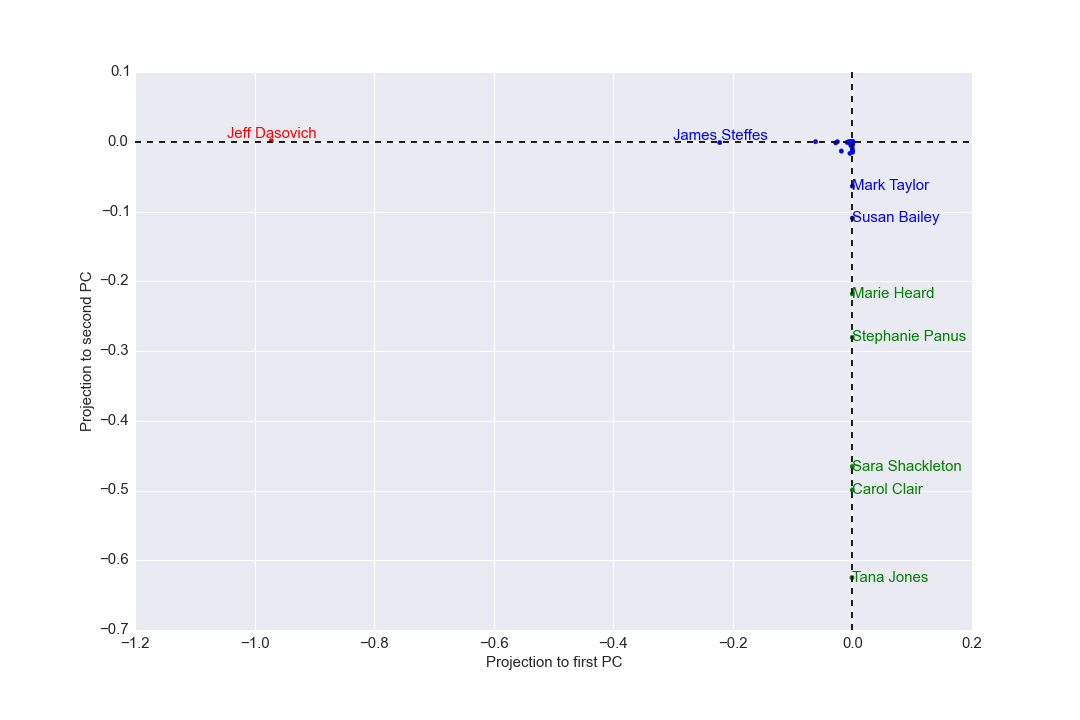 0.1
0.0
−0.1
−0.2
−0.3
−0.4
−0.5
−0.6
−0.7
Projection to second PC
Jeff Dasovich
James Steffes
Mark Taylor
Susan Bailey
Marie Heard
Stephanie Panus
Sara Shackleton
Carol Clair
Tana Jones
−1.2 −1.0 −0.8 −0.6 −0.4 −0.2 0.0 0.2
Projection to first PC